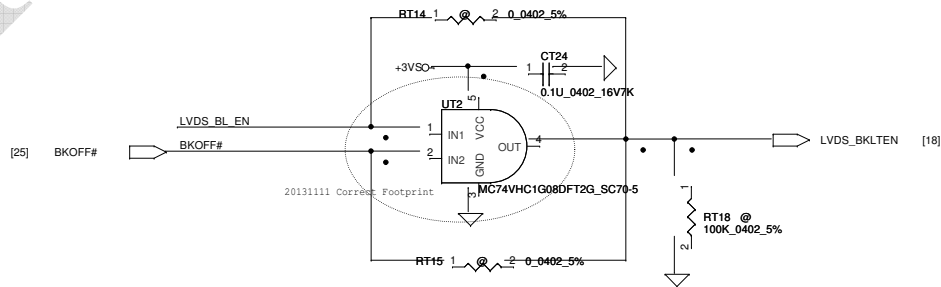 RT14 1 @ 2 0_0402_5%
+3VS
CT24
1 2
0.1U_0402_16V7K
5
UT2
LVDS_BL_EN
1 IN1 VCC
OUT 4
[25] BKOFF# BKOFF#
2 IN2 GND
LVDS_BKLTEN [18]
3
MC74VHC1G08DFT2G_SC70-5
20131111 Correct Footprint
1
RT18 @
100K_0402_5%
2
RT15 1 @ 2 0_0402_5%